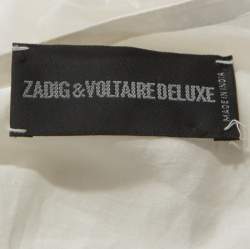 ZADIG & VOLTAIRE DELUXE
MADE IN INDIA